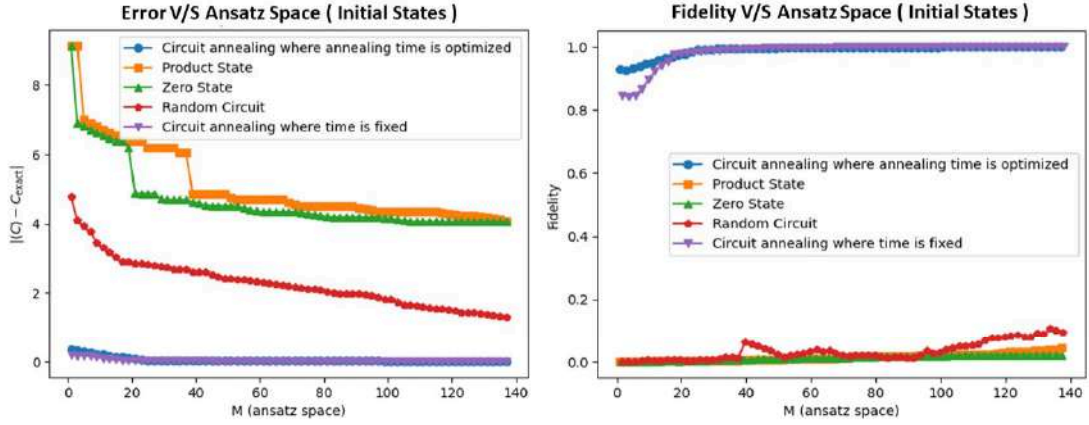 Error V/S Ansatz Space ( Initial States )
8
6
4
2
0
|⟨C⟩ − C_exact|
Circuit annealing where annealing time is optimized
Product State
Zero State
Random Circuit
Circuit annealing where time is fixed
0 20 40 60 80 100 120 140
M (ansatz space)
Fidelity V/S Ansatz Space ( Initial States )
1.0
0.8
0.6
0.4
0.2
0.0
Fidelity
Circuit annealing where annealing time is optimized
Product State
Zero State
Random Circuit
Circuit annealing where time is fixed
0 20 40 60 80 100 120 140
M (ansatz space)